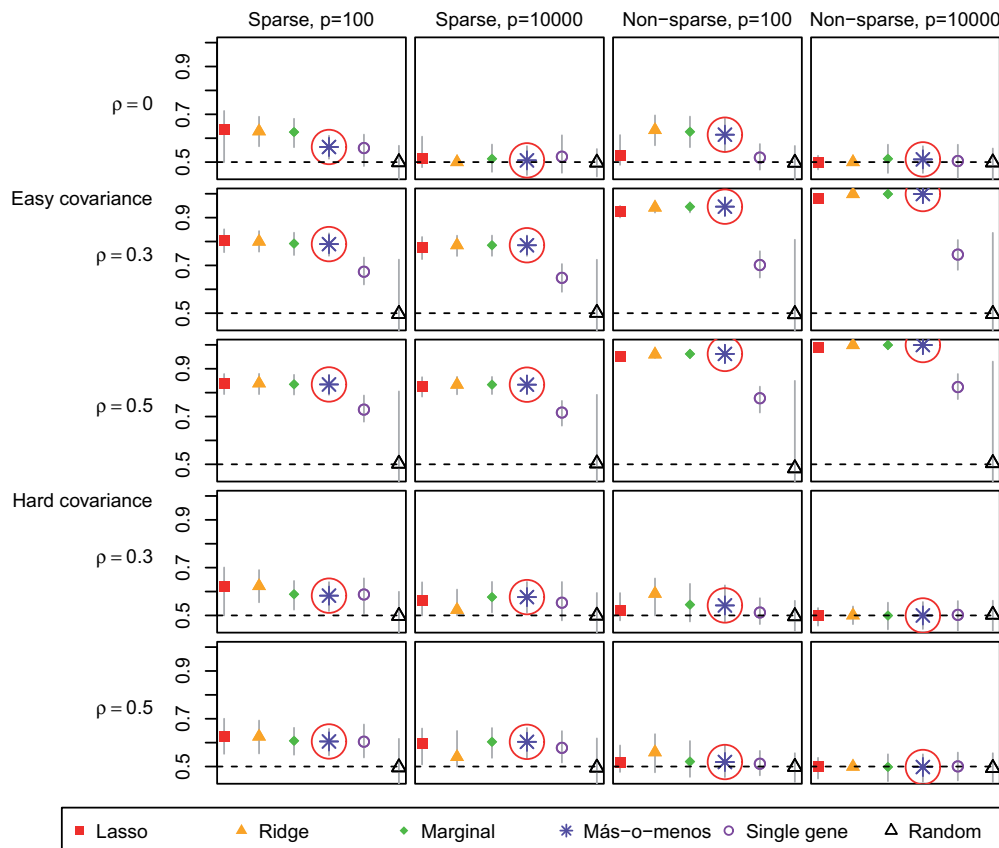 Sparse, p=100 Sparse, p=10000 Non−sparse, p=100 Non−sparse, p=10000
ρ = 0
0.5 0.7 0.9
Easy covariance
ρ = 0.3
0.5 0.7 0.9
ρ = 0.5
0.5 0.7 0.9
Hard covariance
ρ = 0.3
0.5 0.7 0.9
ρ = 0.5
0.5 0.7 0.9
Lasso Ridge Marginal Más−o−menos Single gene Random